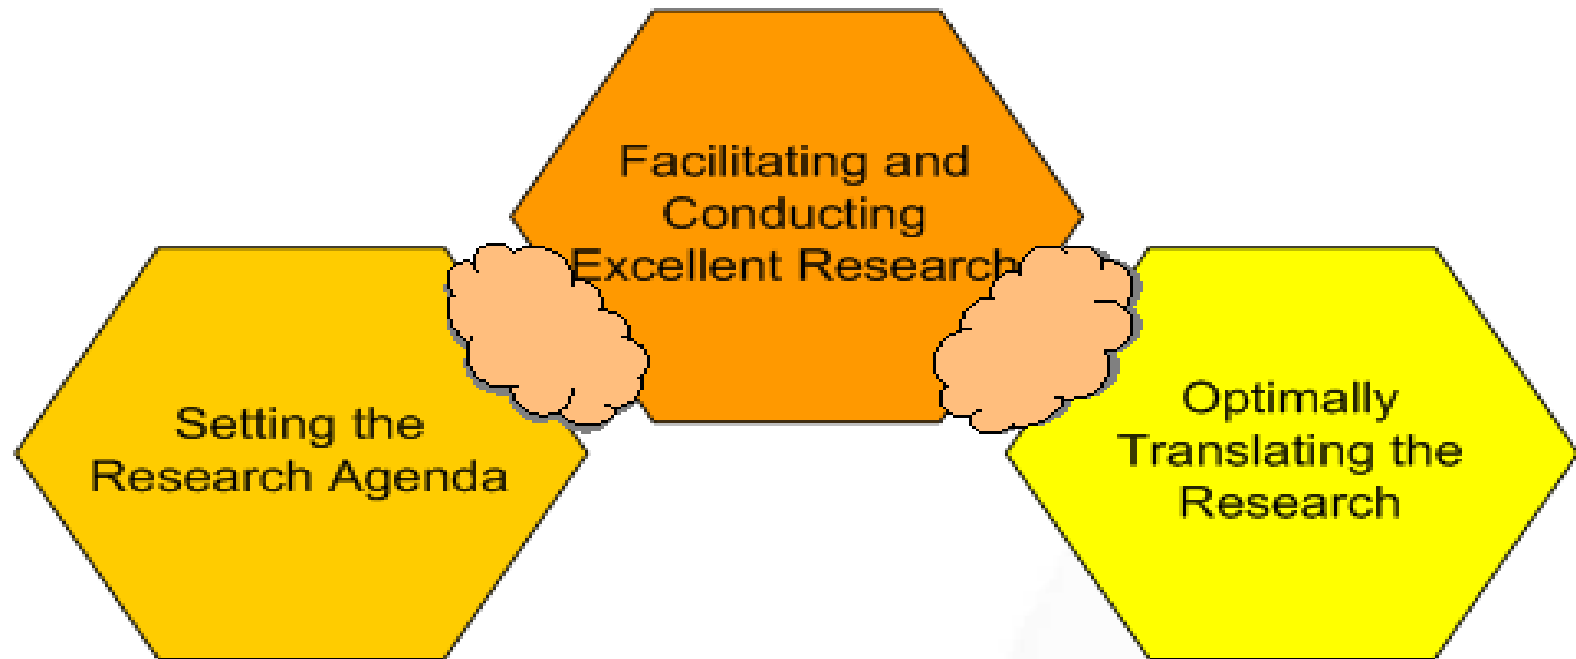 Facilitating and
Conducting
Excellent Research
Setting the
Research Agenda
Optimally
Translating the
Research